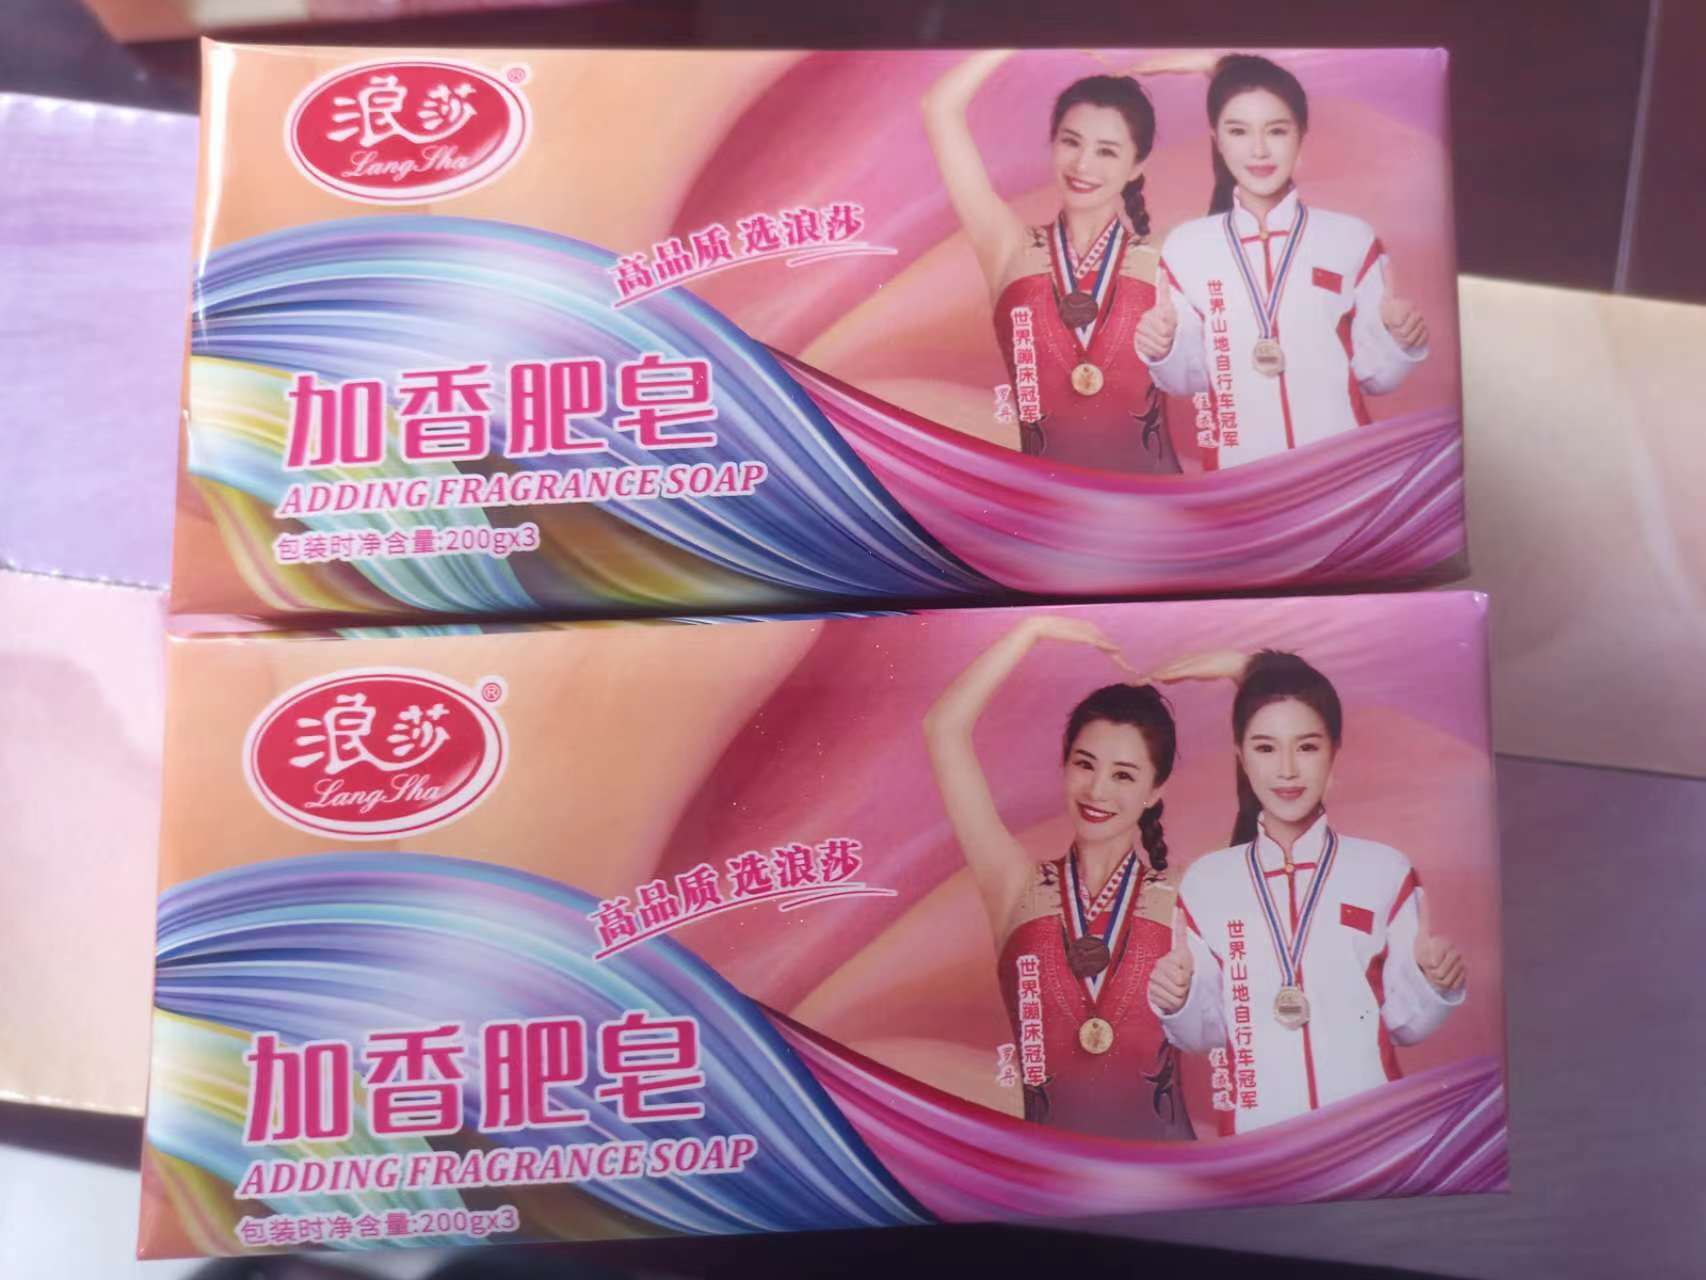 浪莎®
LangSha
高品质 选浪莎
加香肥皂
ADDING FRAGRANCE SOAP
包装时净含量:200gx3
世界蹦床冠军
罗丹
世界山地自行车冠军
任成远
浪莎®
LangSha
高品质 选浪莎
加香肥皂
ADDING FRAGRANCE SOAP
包装时净含量:200gx3
世界蹦床冠军
罗丹
世界山地自行车冠军
任成远